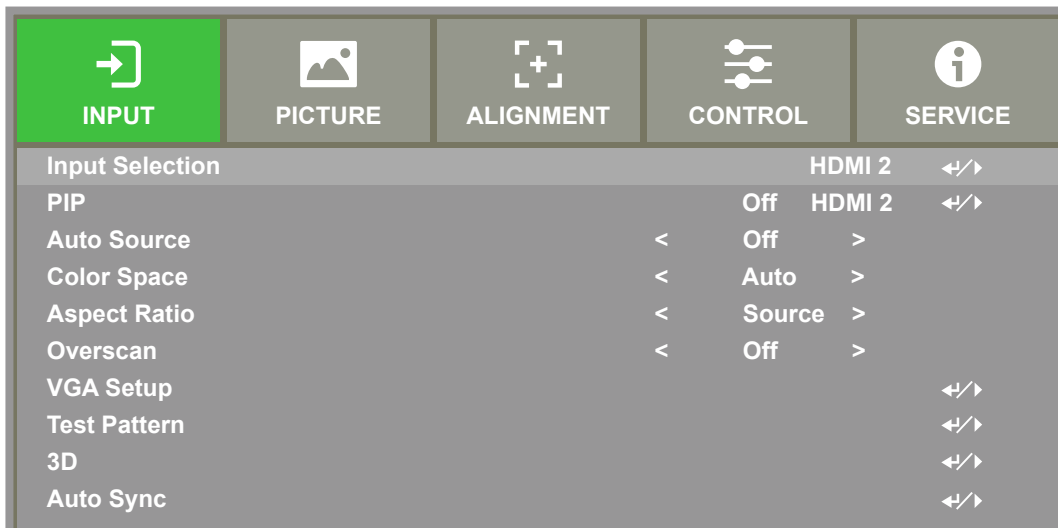 INPUT PICTURE ALIGNMENT CONTROL SERVICE
Input Selection HDMI 2
PIP Off HDMI 2
Auto Source < Off >
Color Space < Auto >
Aspect Ratio < Source >
Overscan < Off >
VGA Setup
Test Pattern
3D
Auto Sync